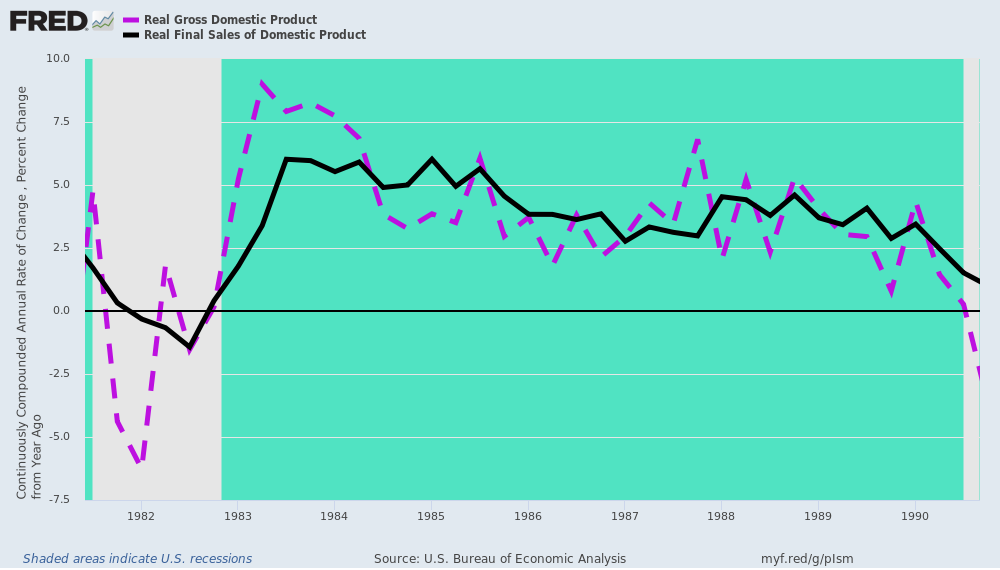 FRED
Real Gross Domestic Product
Real Final Sales of Domestic Product
Continuously Compounded Annual Rate of Change , Percent Change
from Year Ago
10.0
7.5
5.0
2.5
0.0
-2.5
-5.0
-7.5
1982 1983 1984 1985 1986 1987 1988 1989 1990
Shaded areas indicate U.S. recessions Source: U.S. Bureau of Economic Analysis myf.red/g/pIsm